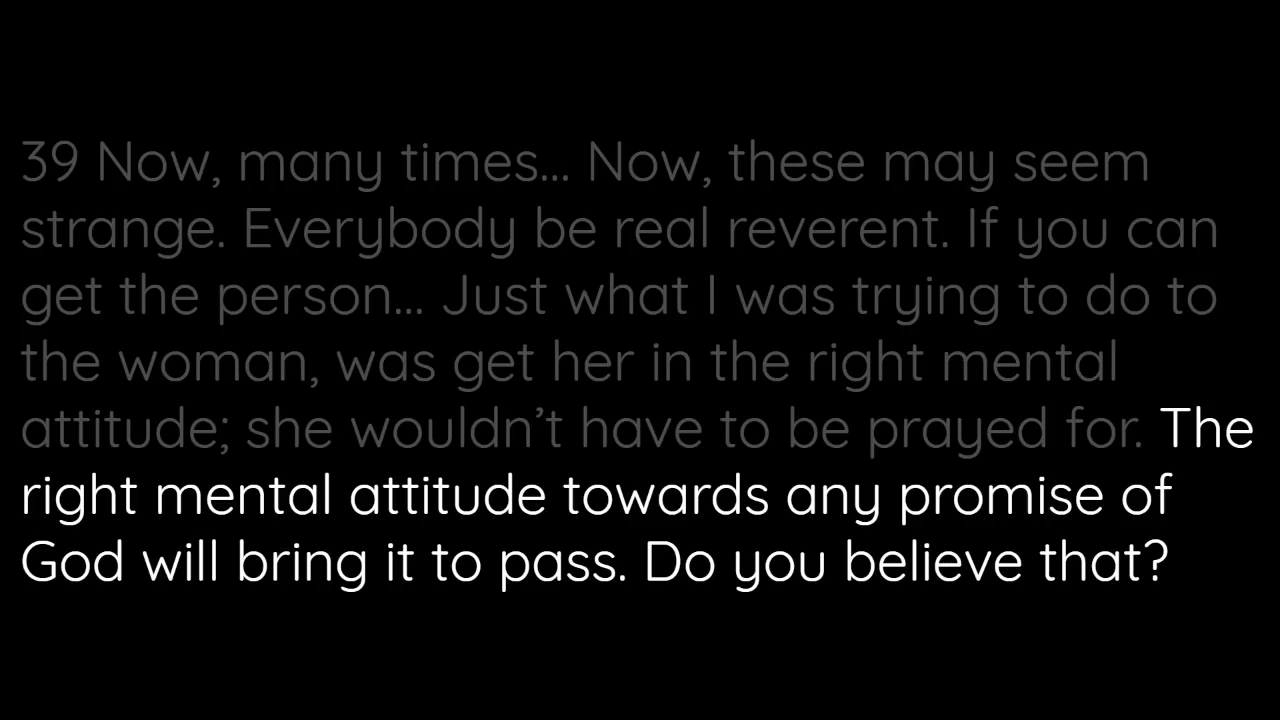 39 Now, many times... Now, these may seem
strange. Everybody be real reverent. If you can
get the person... Just what I was trying to do to
the woman, was get her in the right mental
attitude; she wouldn’t have to be prayed for. The
right mental attitude towards any promise of
God will bring it to pass. Do you believe that?